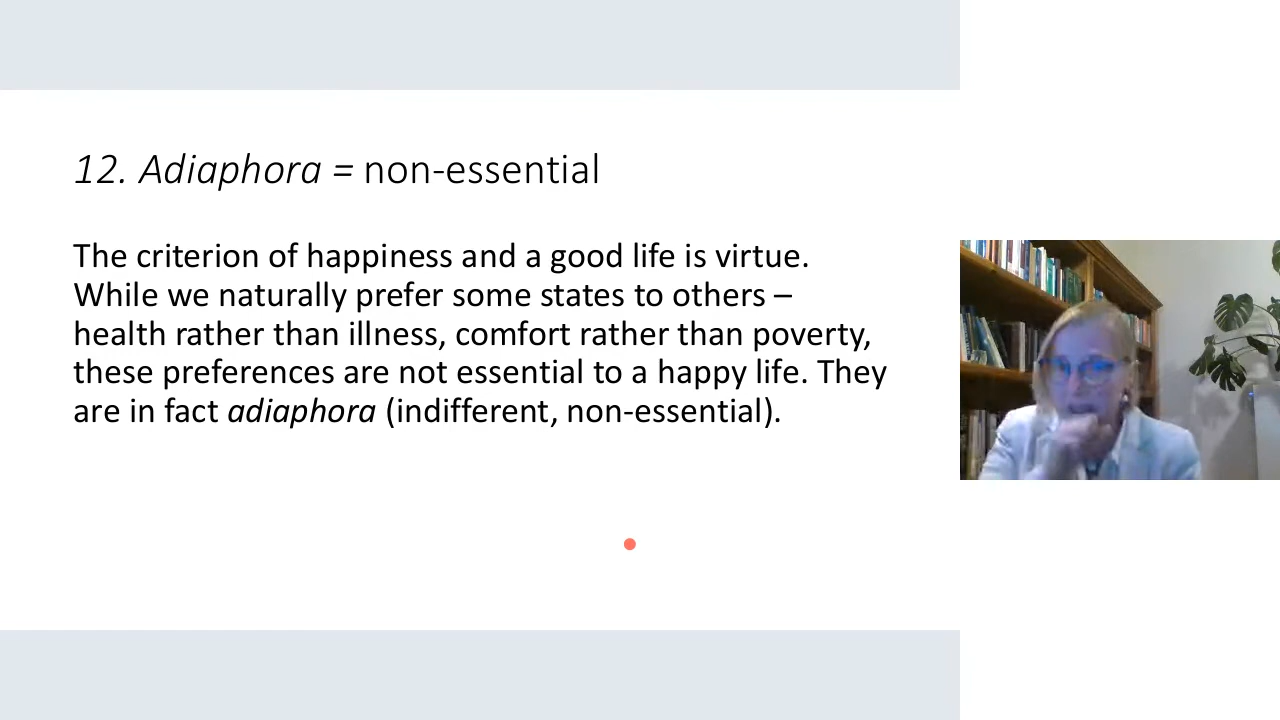 12. Adiaphora = non-essential
The criterion of happiness and a good life is virtue.
While we naturally prefer some states to others –
health rather than illness, comfort rather than poverty,
these preferences are not essential to a happy life. They
are in fact adiaphora (indifferent, non-essential).